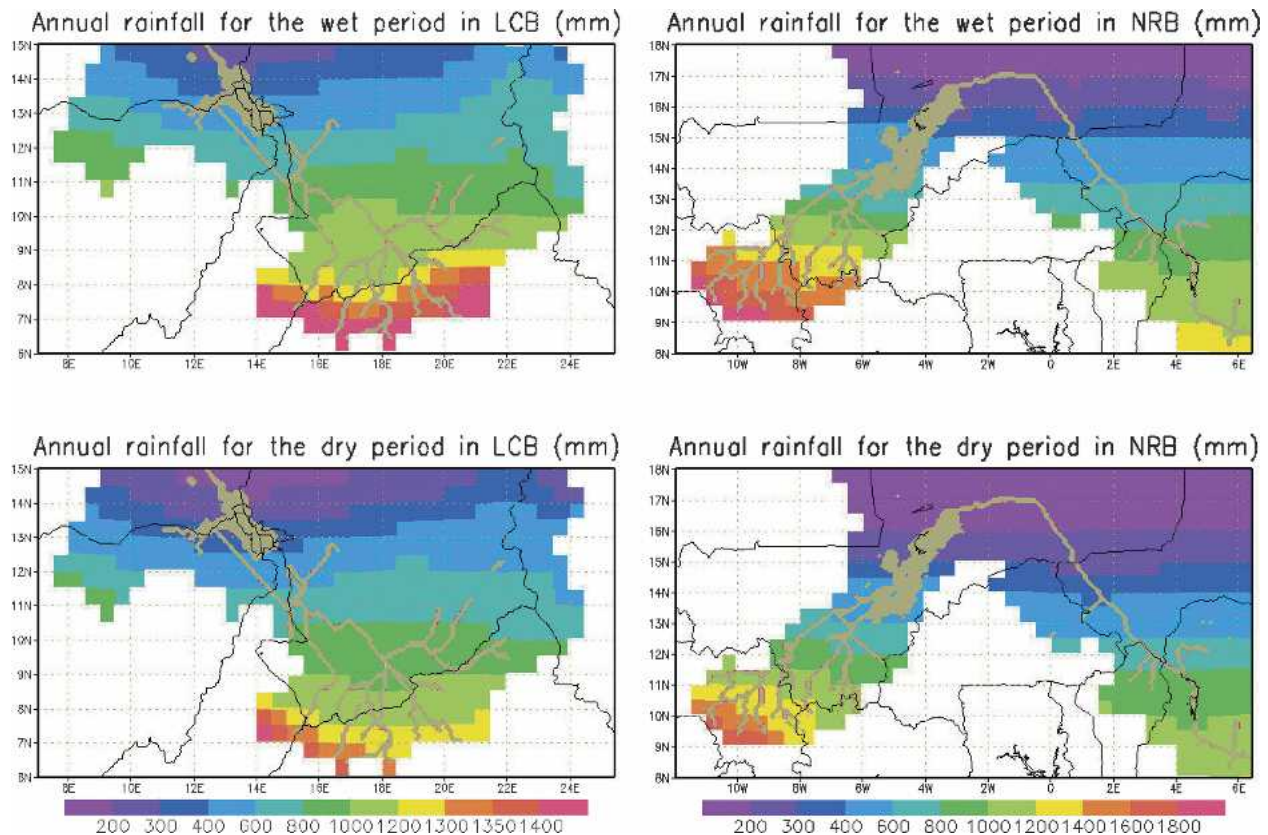 Annual rainfall for the wet period in LCB (mm)
15N
14N
13N
12N
11N
10N
9N
8N
7N
6N
8E 10E 12E 14E 16E 18E 20E 22E 24E
Annual rainfall for the wet period in NRB (mm)
18N
17N
16N
15N
14N
13N
12N
11N
10N
9N
8N
10W 8W 6W 4W 2W 0 2E 4E 6E
Annual rainfall for the dry period in LCB (mm)
15N
14N
13N
12N
11N
10N
9N
8N
7N
6N
8E 10E 12E 14E 16E 18E 20E 22E 24E
200 300 400 600 800 1000 1200 1300 1350 1400
Annual rainfall for the dry period in NRB (mm)
18N
17N
16N
15N
14N
13N
12N
11N
10N
9N
8N
10W 8W 6W 4W 2W 0 2E 4E 6E
200 300 400 600 800 1000 1200 1400 1600 1800